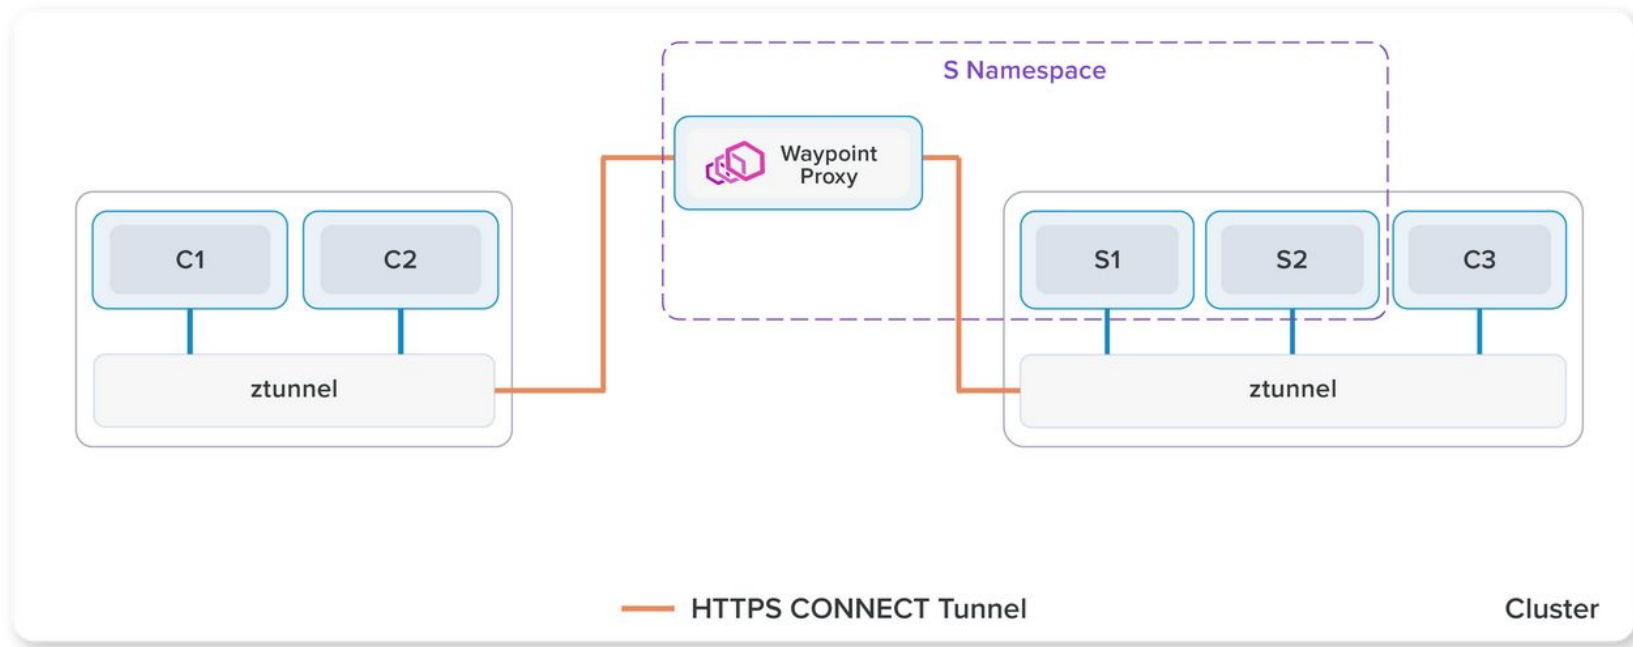 S Namespace
Waypoint
Proxy
C1
C2
S1
S2
C3
ztunnel
ztunnel
HTTPS CONNECT Tunnel
Cluster